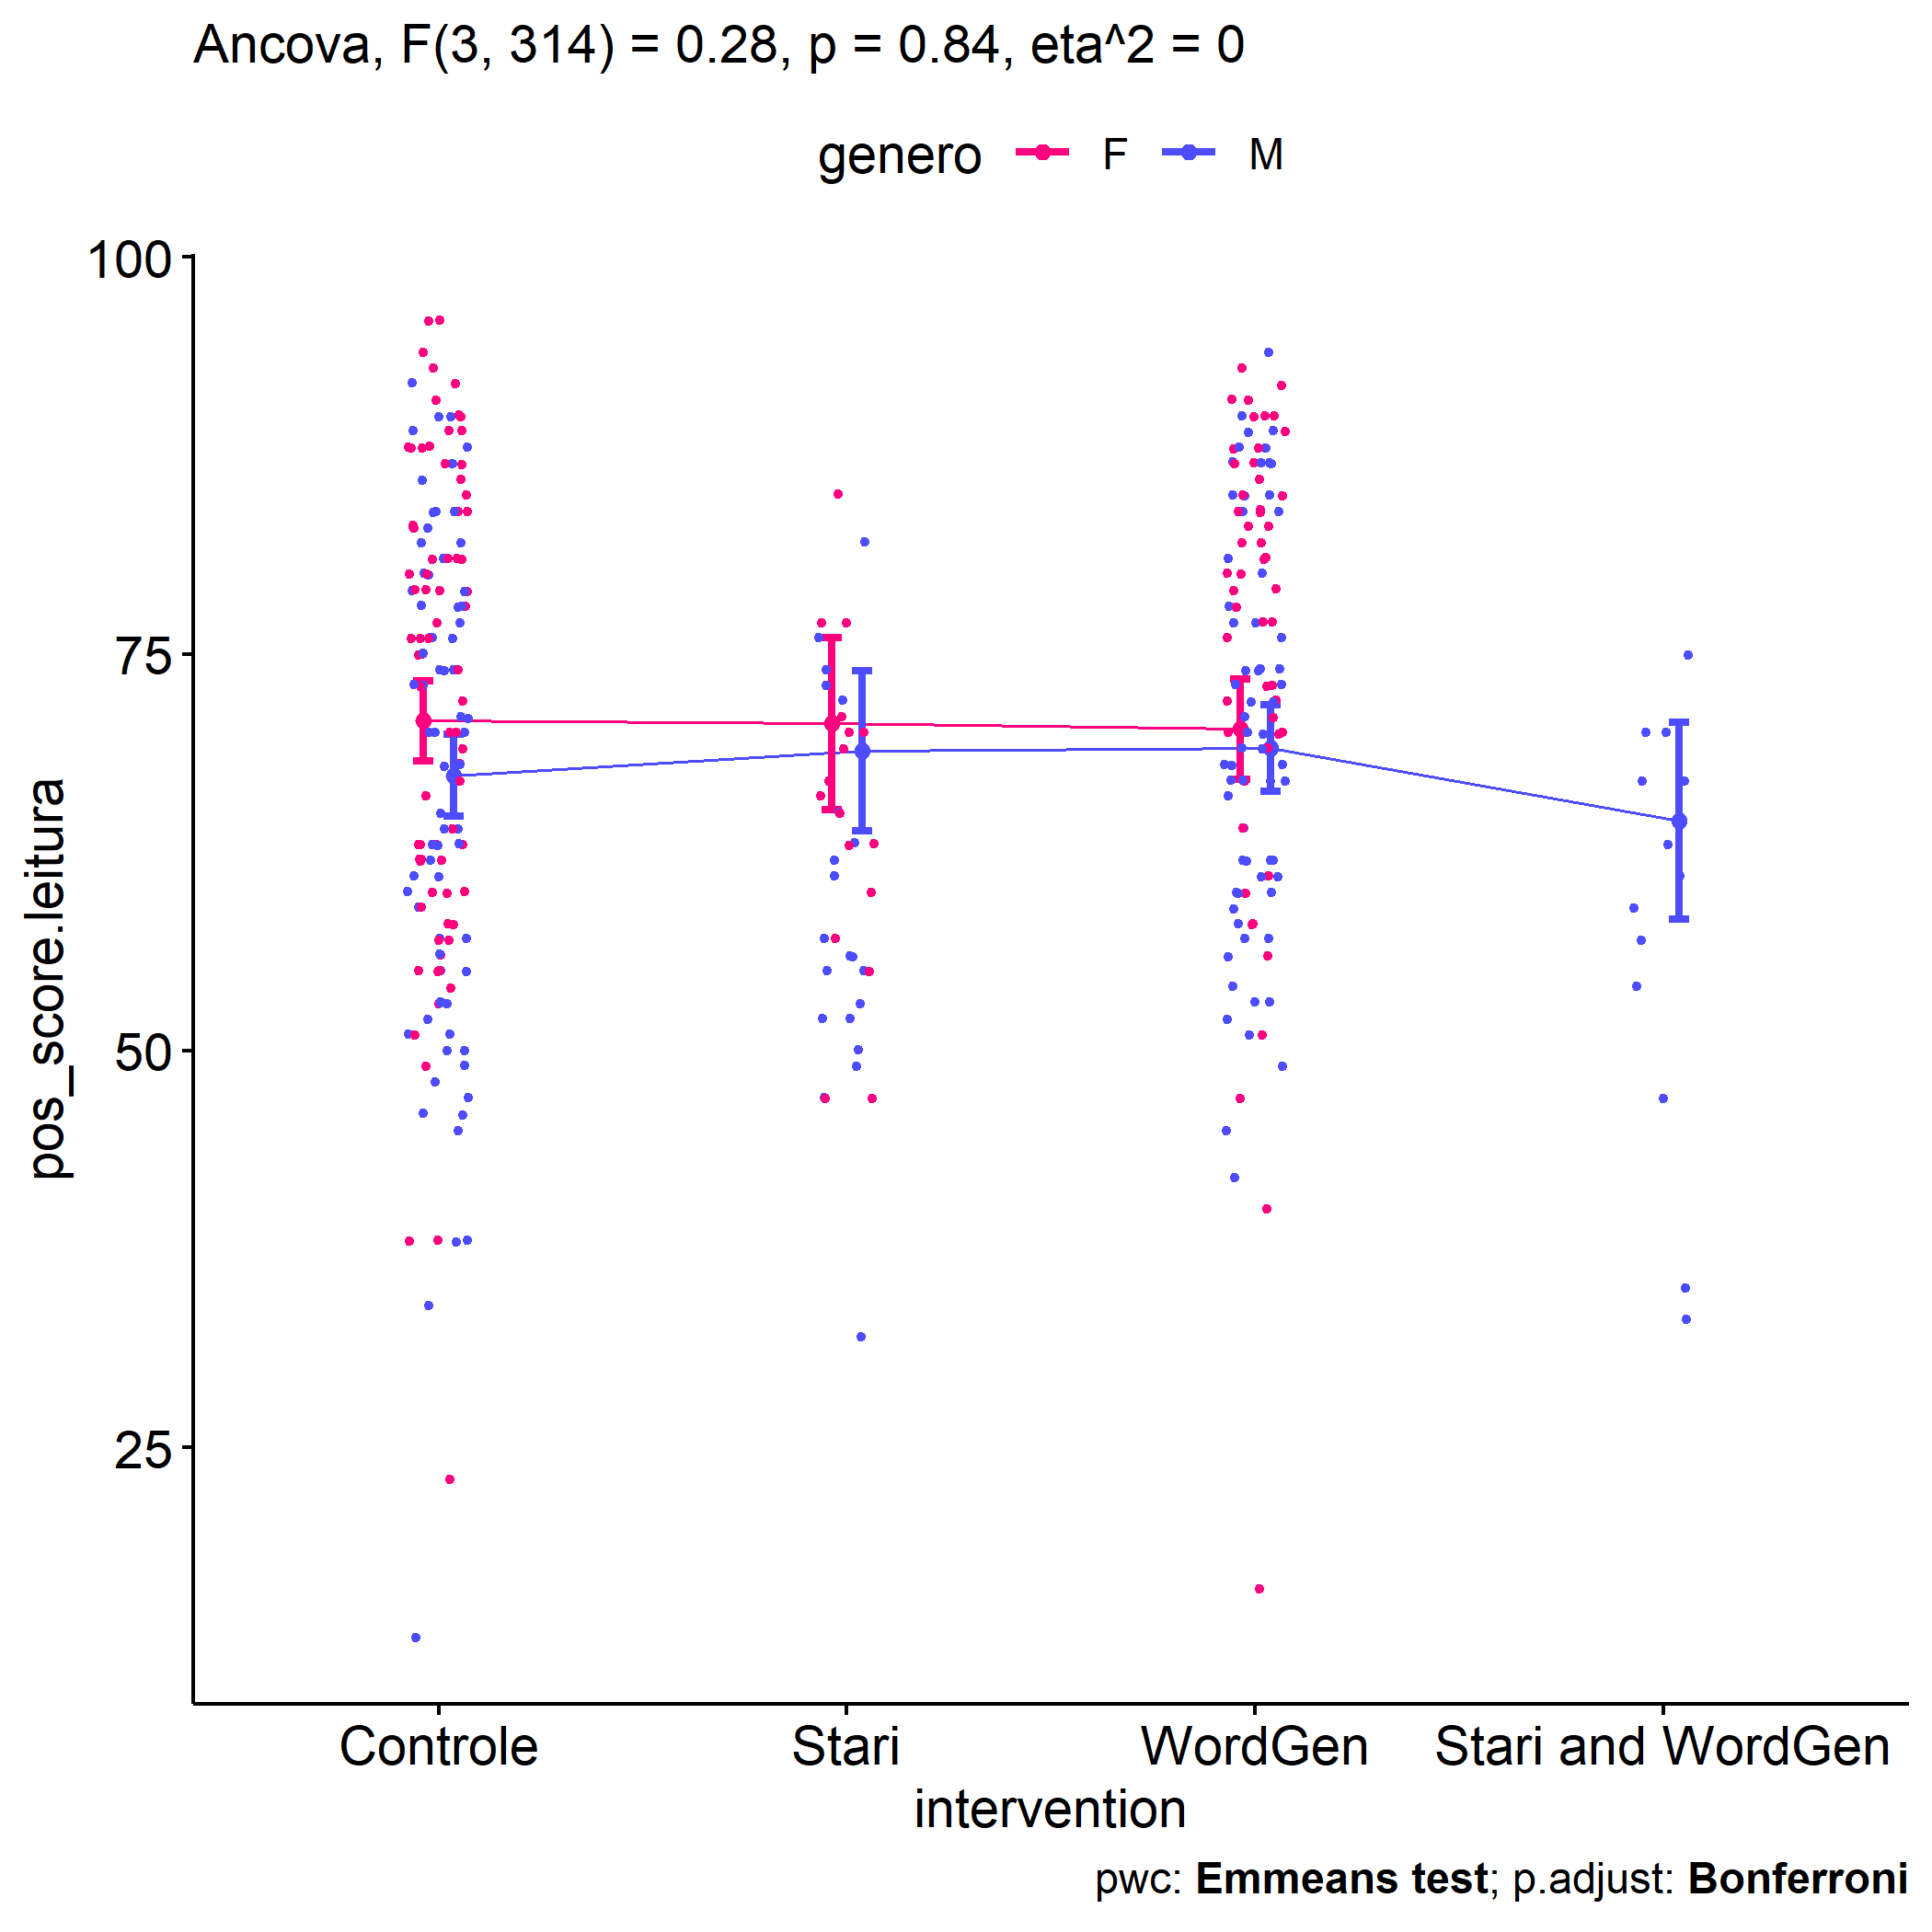 Ancova, F(3, 314) = 0.28, p = 0.84, eta^2 = 0
genero F M
100
75
50
25
pos_score.leitura
Controle Stari WordGen Stari and WordGen
intervention
pwc: Emmeans test; p.adjust: Bonferroni